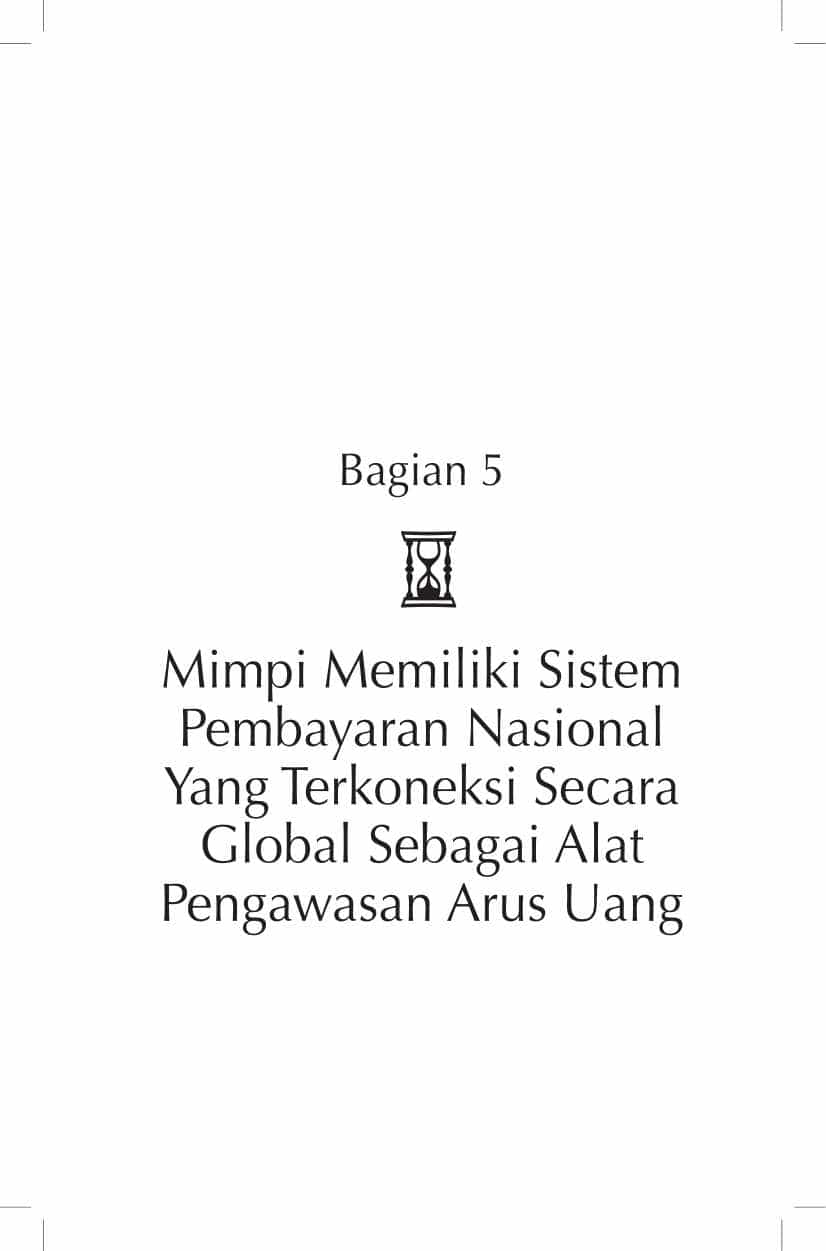 Bagian 5
Mimpi Memiliki Sistem
Pembayaran Nasional
Yang Terkoneksi Secara
Global Sebagai Alat
Pengawasan Arus Uang